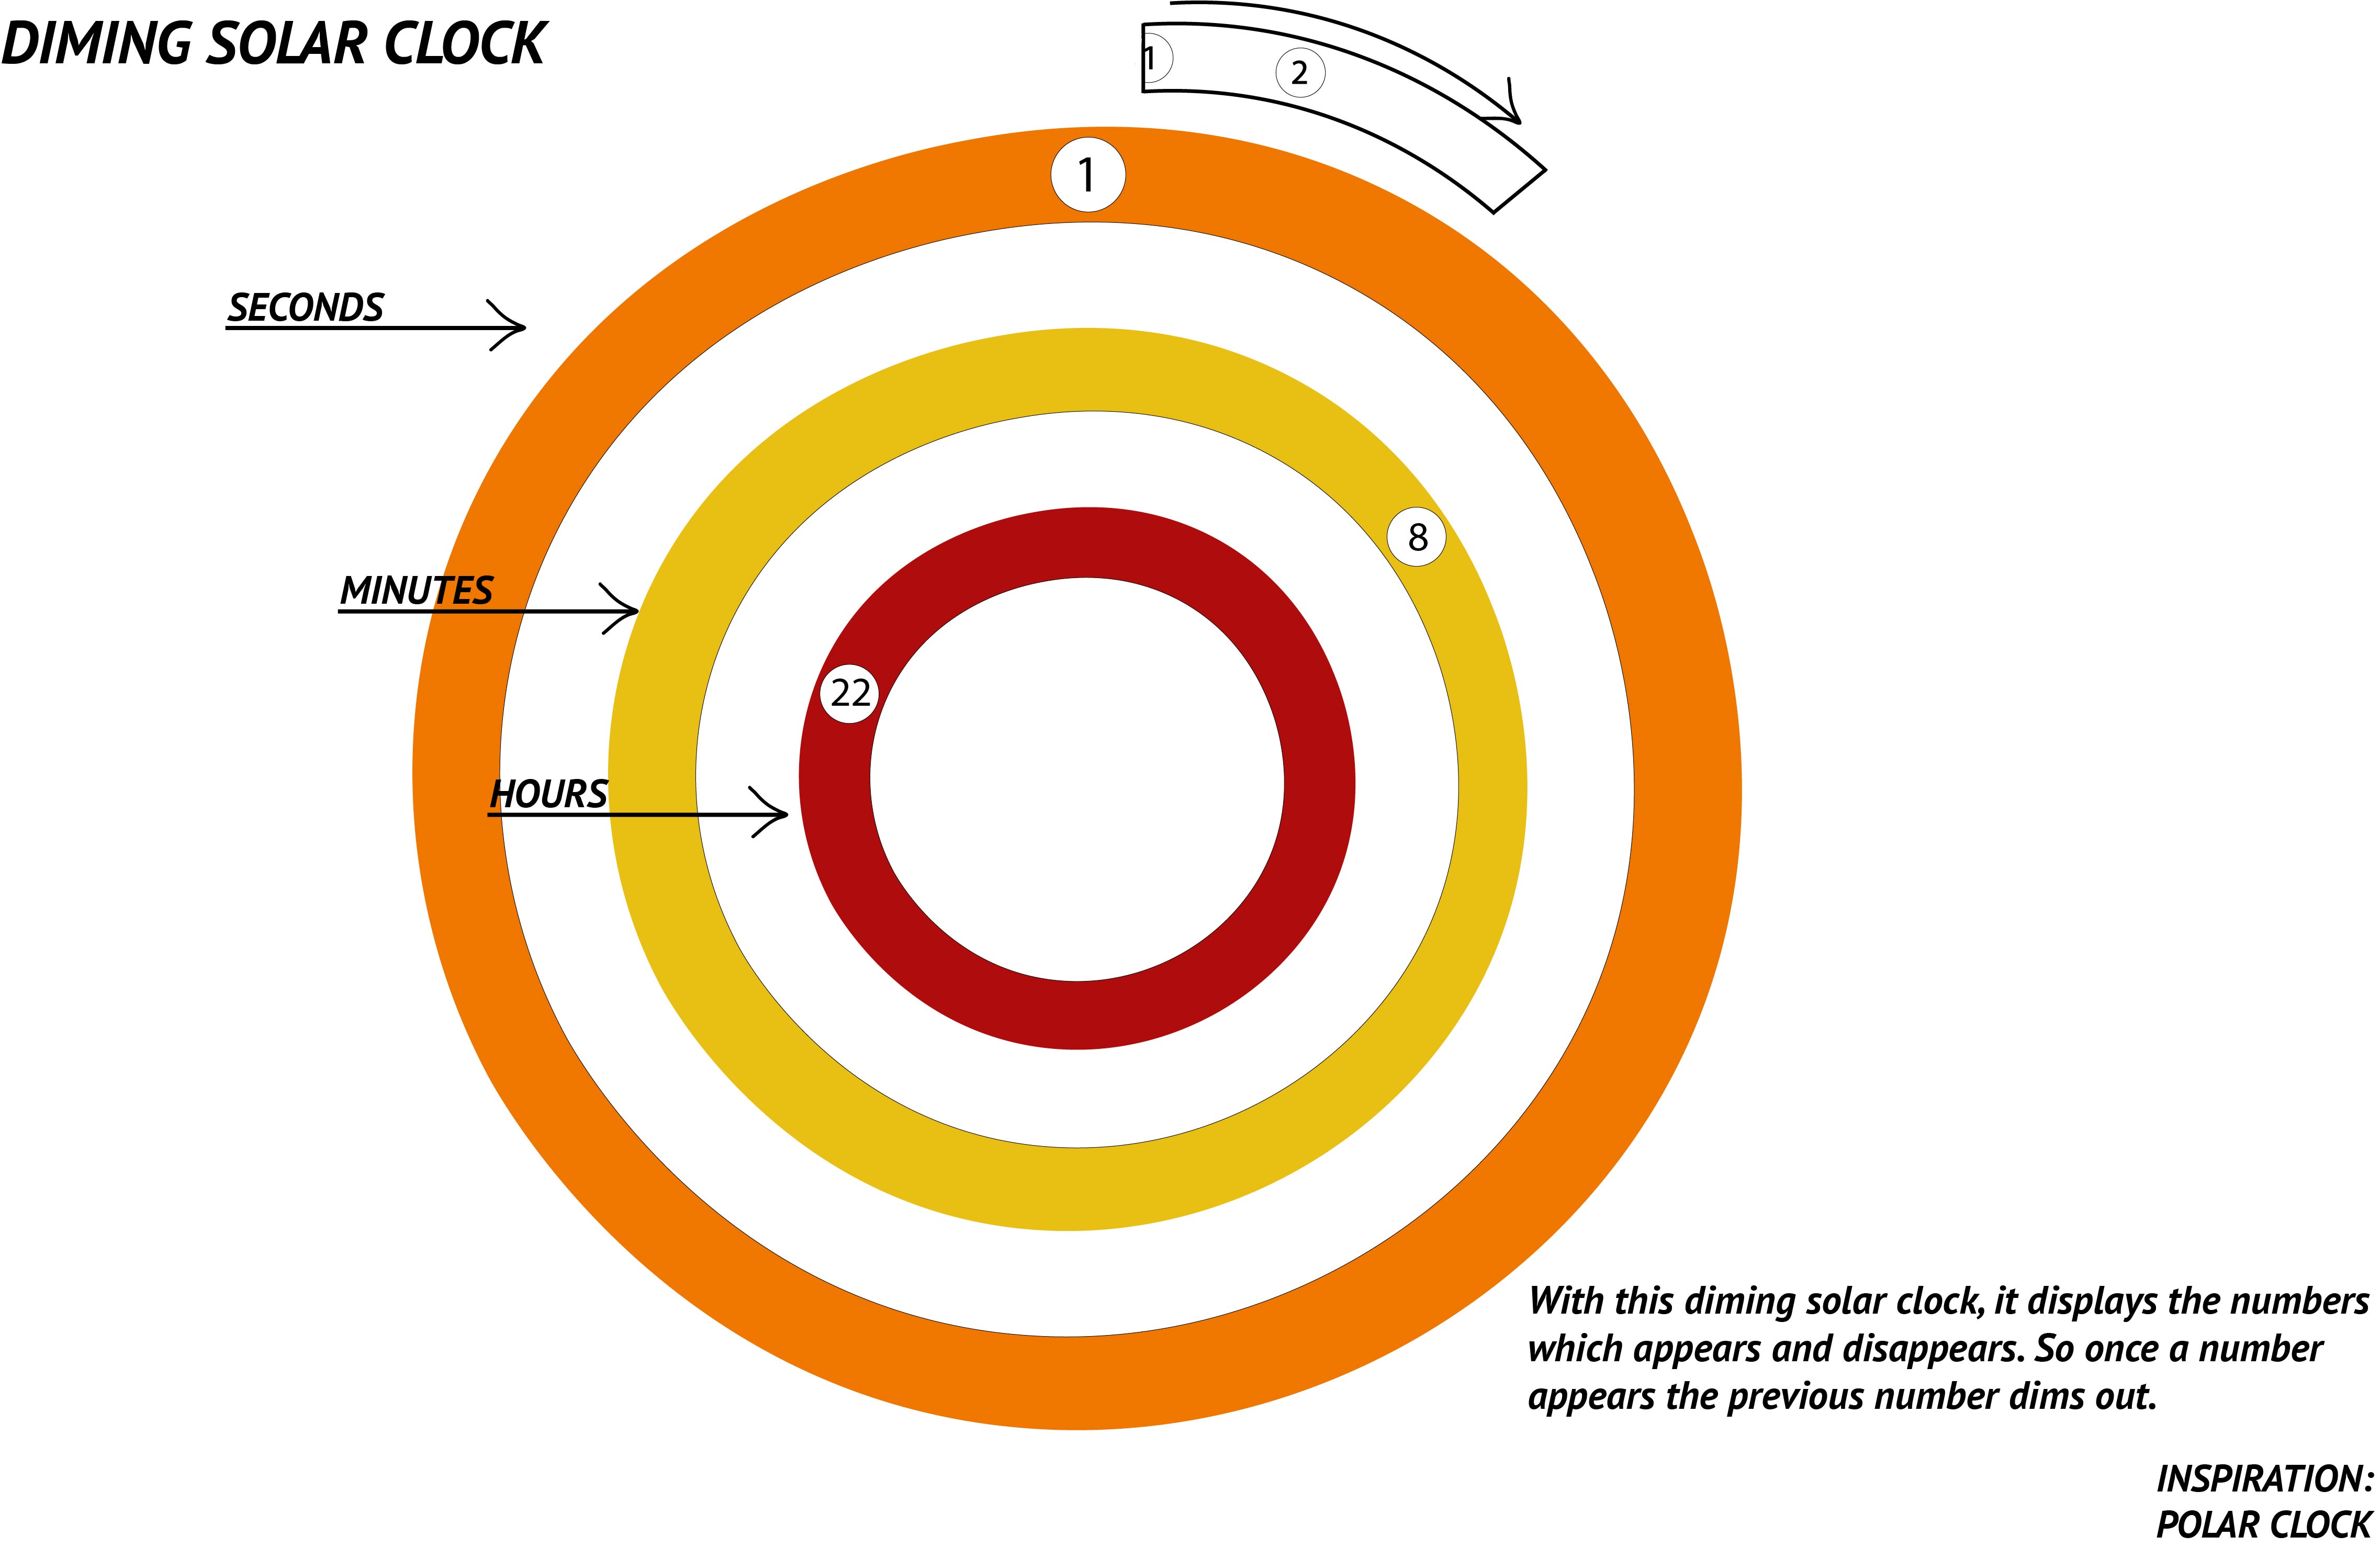 DIMING SOLAR CLOCK
1
2
1
SECONDS
8
MINUTES
22
HOURS
With this diming solar clock, it displays the numbers
which appears and disappears. So once a number
appears the previous number dims out.
INSPIRATION:
POLAR CLOCK